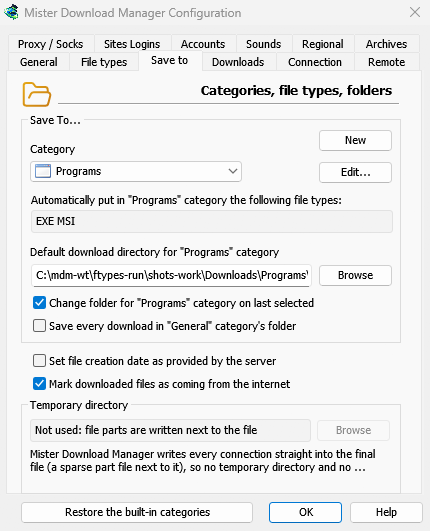 Mister Download Manager Configuration
Proxy / Socks Sites Logins Accounts Sounds Regional Archives
General File types Save to Downloads Connection Remote
Categories, file types, folders
Save To...
New
Category
Programs
Edit...
Automatically put in "Programs" category the following file types:
EXE MSI
Default download directory for "Programs" category
C:\mdm-wt\ftypes-run\shots-work\Downloads\Programs\
Browse
Change folder for "Programs" category on last selected
Save every download in "General" category's folder
Set file creation date as provided by the server
Mark downloaded files as coming from the internet
Temporary directory
Not used: file parts are written next to the file
Browse
Mister Download Manager writes every connection straight into the final
file (a sparse part file next to it), so no temporary directory and no ...
Restore the built-in categories OK Help